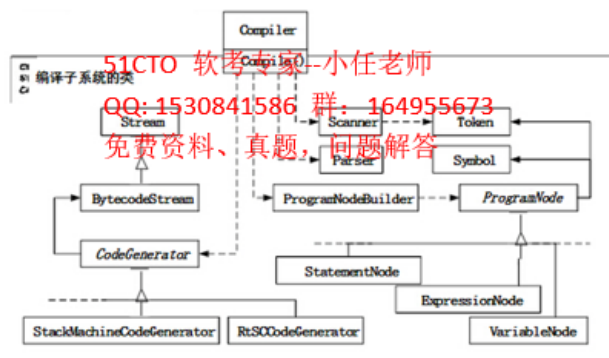 Compiler
Compile()
编译子系统的类
51CTO 软考专家--小任老师
QQ: 1530841586 群: 164955673
免费资料、真题，问题解答
Stream
Scanner
Token
Parser
Symbol
BytecodeStream
ProgramNodeBuilder
ProgramNode
CodeGenerator
StatementNode
ExpressionNode
StackMachineCodeGenerator
RtSCCodeGenerator
VariableNode